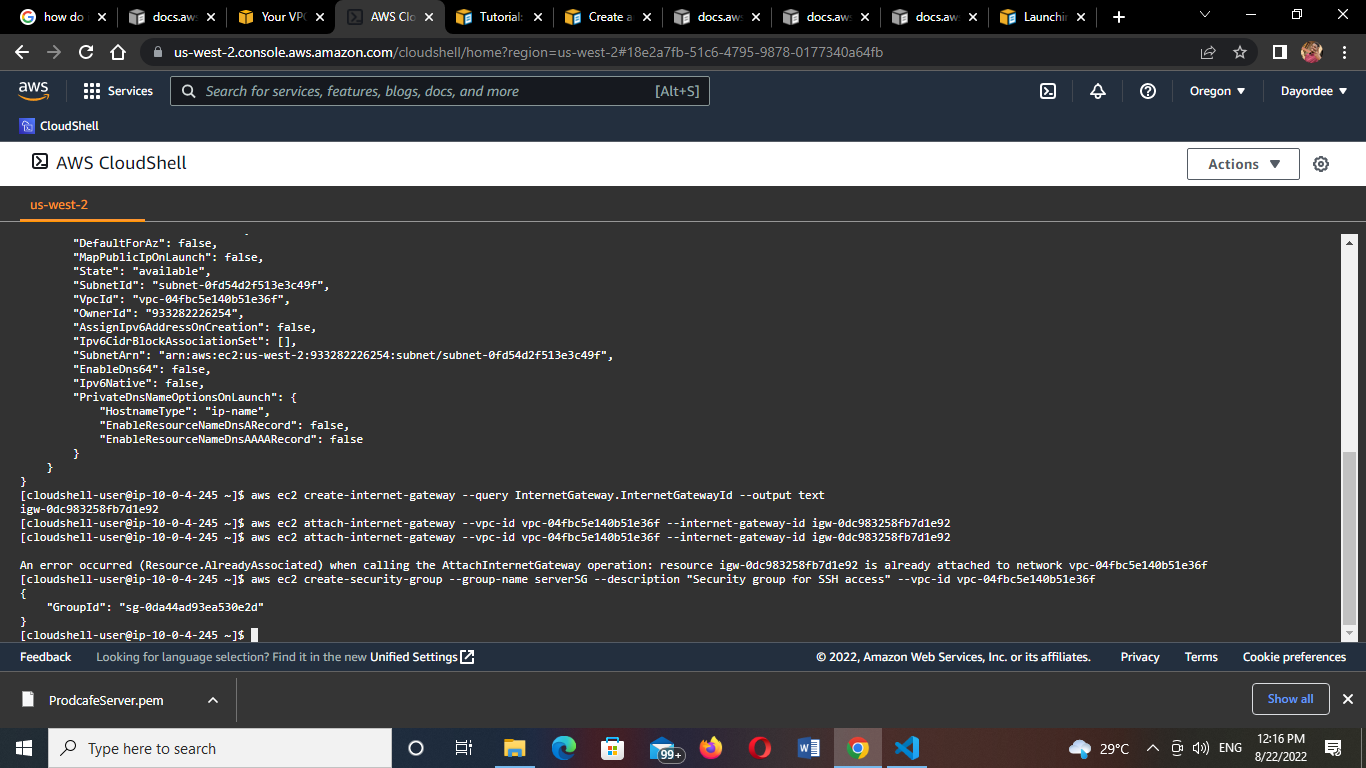 how do
docs.aws
Your VPC
AWS Clo
Tutorial:
Create a
docs.aws
docs.aws
docs.aws
Launchin
us-west-2.console.aws.amazon.com/cloudshell/home?region=us-west-2#18e2a7fb-51c6-4795-9878-0177340a64fb
aws
Services
Search for services, features, blogs, docs, and more
[Alt+S]
Oregon
Dayordee
CloudShell
AWS CloudShell
Actions
us-west-2
"DefaultForAz": false,
"MapPublicIpOnLaunch": false,
"State": "available",
"SubnetId": "subnet-0fd54d2f513e3c49f",
"VpcId": "vpc-04fbc5e140b51e36f",
"OwnerId": "933282226254",
"AssignIpv6AddressOnCreation": false,
"Ipv6CidrBlockAssociationSet": [],
"SubnetArn": "arn:aws:ec2:us-west-2:933282226254:subnet/subnet-0fd54d2f513e3c49f",
"EnableDns64": false,
"Ipv6Native": false,
"PrivateDnsNameOptionsOnLaunch": {
"HostnameType": "ip-name",
"EnableResourceNameDnsARecord": false,
"EnableResourceNameDnsAAAARecord": false
}
}
}
[cloudshell-user@ip-10-0-4-245 ~]$ aws ec2 create-internet-gateway --query InternetGateway.InternetGatewayId --output text
igw-0dc983258fb7d1e92
[cloudshell-user@ip-10-0-4-245 ~]$ aws ec2 attach-internet-gateway --vpc-id vpc-04fbc5e140b51e36f --internet-gateway-id igw-0dc983258fb7d1e92
[cloudshell-user@ip-10-0-4-245 ~]$ aws ec2 attach-internet-gateway --vpc-id vpc-04fbc5e140b51e36f --internet-gateway-id igw-0dc983258fb7d1e92
An error occurred (Resource.AlreadyAssociated) when calling the AttachInternetGateway operation: resource igw-0dc983258fb7d1e92 is already attached to network vpc-04fbc5e140b51e36f
[cloudshell-user@ip-10-0-4-245 ~]$ aws ec2 create-security-group --group-name serverSG --description "Security group for SSH access" --vpc-id vpc-04fbc5e140b51e36f
{
"GroupId": "sg-0da44ad93ea530e2d"
}
[cloudshell-user@ip-10-0-4-245 ~]$
Feedback
Looking for language selection? Find it in the new Unified Settings
© 2022, Amazon Web Services, Inc. or its affiliates.
Privacy
Terms
Cookie preferences
ProdcafeServer.pem
Show all
Type here to search
99+
29°C
ENG
12:16 PM
8/22/2022